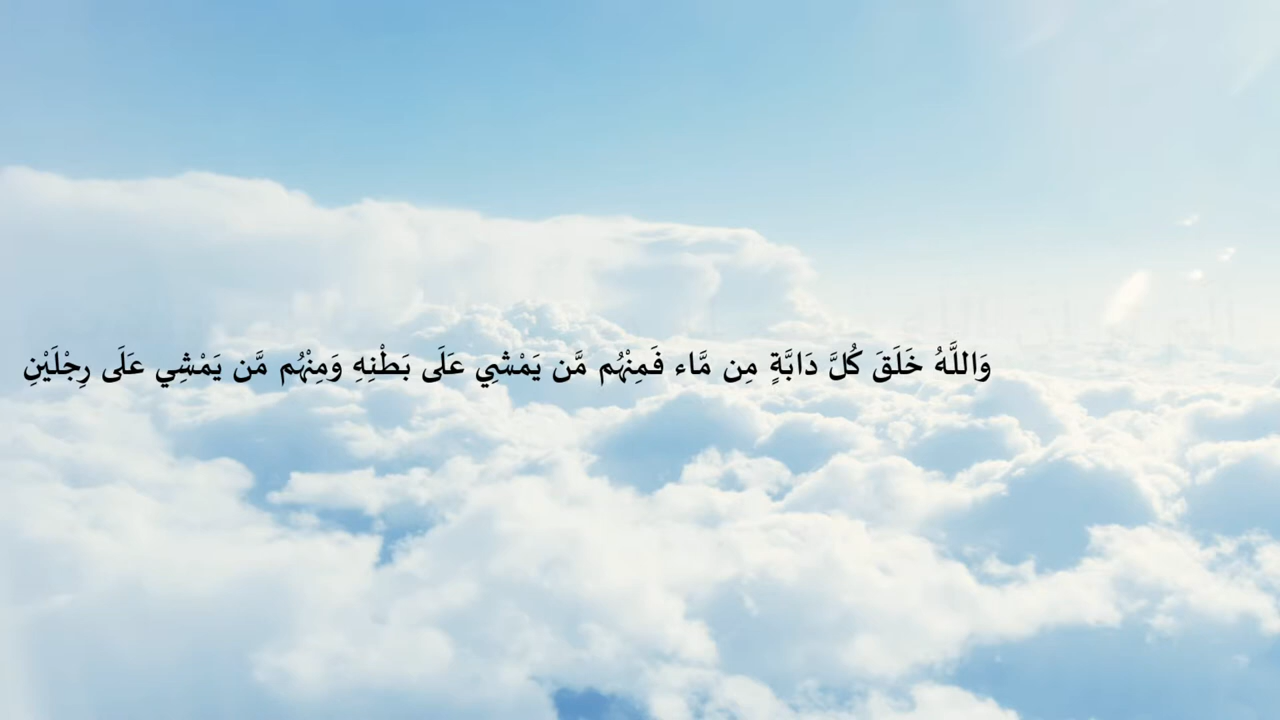 وَاللَّهُ خَلَقَ كُلَّ دَابَّةٍ مِن مَّاء فَمِنْهُم مَّن يَمْشِي عَلَى بَطْنِهِ وَمِنْهُم مَّن يَمْشِي عَلَى رِجْلَيْنِ